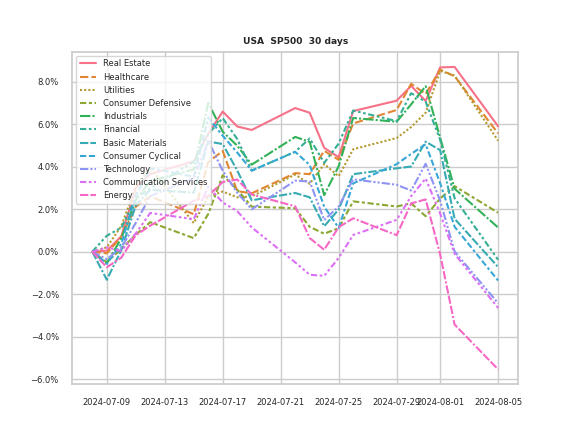 USA SP500 30 days
Real Estate
Healthcare
Utilities
Consumer Defensive
Industrials
Financial
Basic Materials
Consumer Cyclical
Technology
Communication Services
Energy
8.0%
6.0%
4.0%
2.0%
0.0%
−2.0%
−4.0%
−6.0%
2024-07-09 2024-07-13 2024-07-17 2024-07-21 2024-07-25 2024-07-29 2024-08-01 2024-08-05